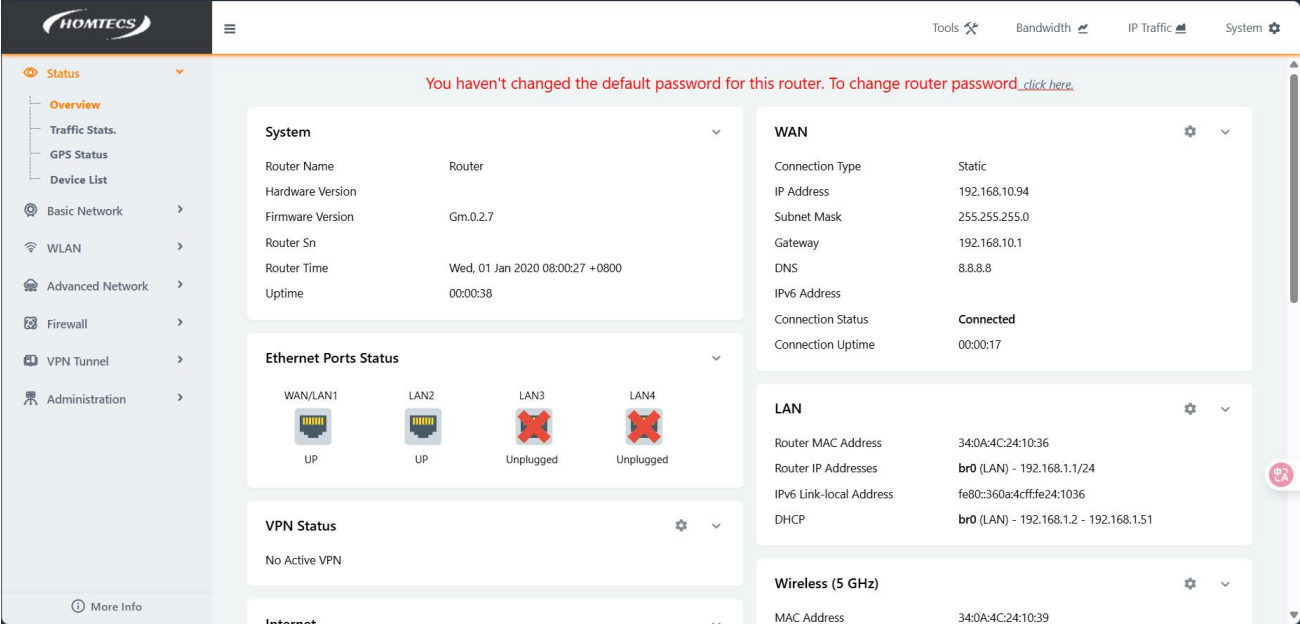 HOMTECS
Tools
Bandwidth
IP Traffic
System
Status
Overview
Traffic Stats.
GPS Status
Device List
Basic Network
WLAN
Advanced Network
Firewall
VPN Tunnel
Administration
More Info
You haven't changed the default password for this router. To change router password click here.
System
Router Name Router
Hardware Version
Firmware Version Gm.0.2.7
Router Sn
Router Time Wed, 01 Jan 2020 08:00:27 +0800
Uptime 00:00:38
Ethernet Ports Status
WAN/LAN1 LAN2 LAN3 LAN4
UP UP Unplugged Unplugged
VPN Status
No Active VPN
Internet
WAN
Connection Type Static
IP Address 192.168.10.94
Subnet Mask 255.255.255.0
Gateway 192.168.10.1
DNS 8.8.8.8
IPv6 Address
Connection Status Connected
Connection Uptime 00:00:17
LAN
Router MAC Address 34:0A:4C:24:10:36
Router IP Addresses br0 (LAN) - 192.168.1.1/24
IPv6 Link-local Address fe80::360a:4cff:fe24:1036
DHCP br0 (LAN) - 192.168.1.2 - 192.168.1.51
Wireless (5 GHz)
MAC Address 34:0A:4C:24:10:39
中A